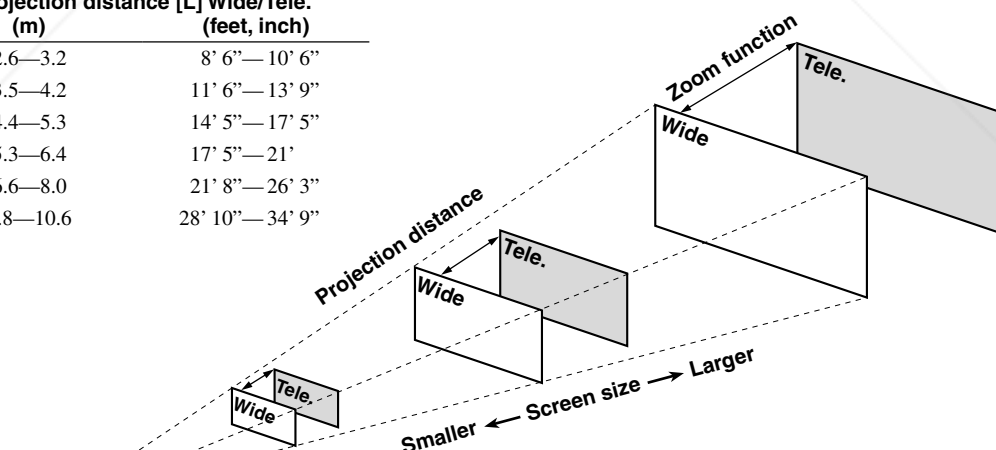 [L] Wide/Tele.
(m) (feet, inch)
8’ 6”—10’ 6”
11’ 6”—13’ 9”
14’ 5”—17’ 5”
17’ 5”—21’
21’ 8”—26’ 3”
28’ 10”—34’ 9”
Zoom function
Tele.
Wide
Projection distance
Tele.
Wide
Tele.
Wide
Smaller Screen size Larger